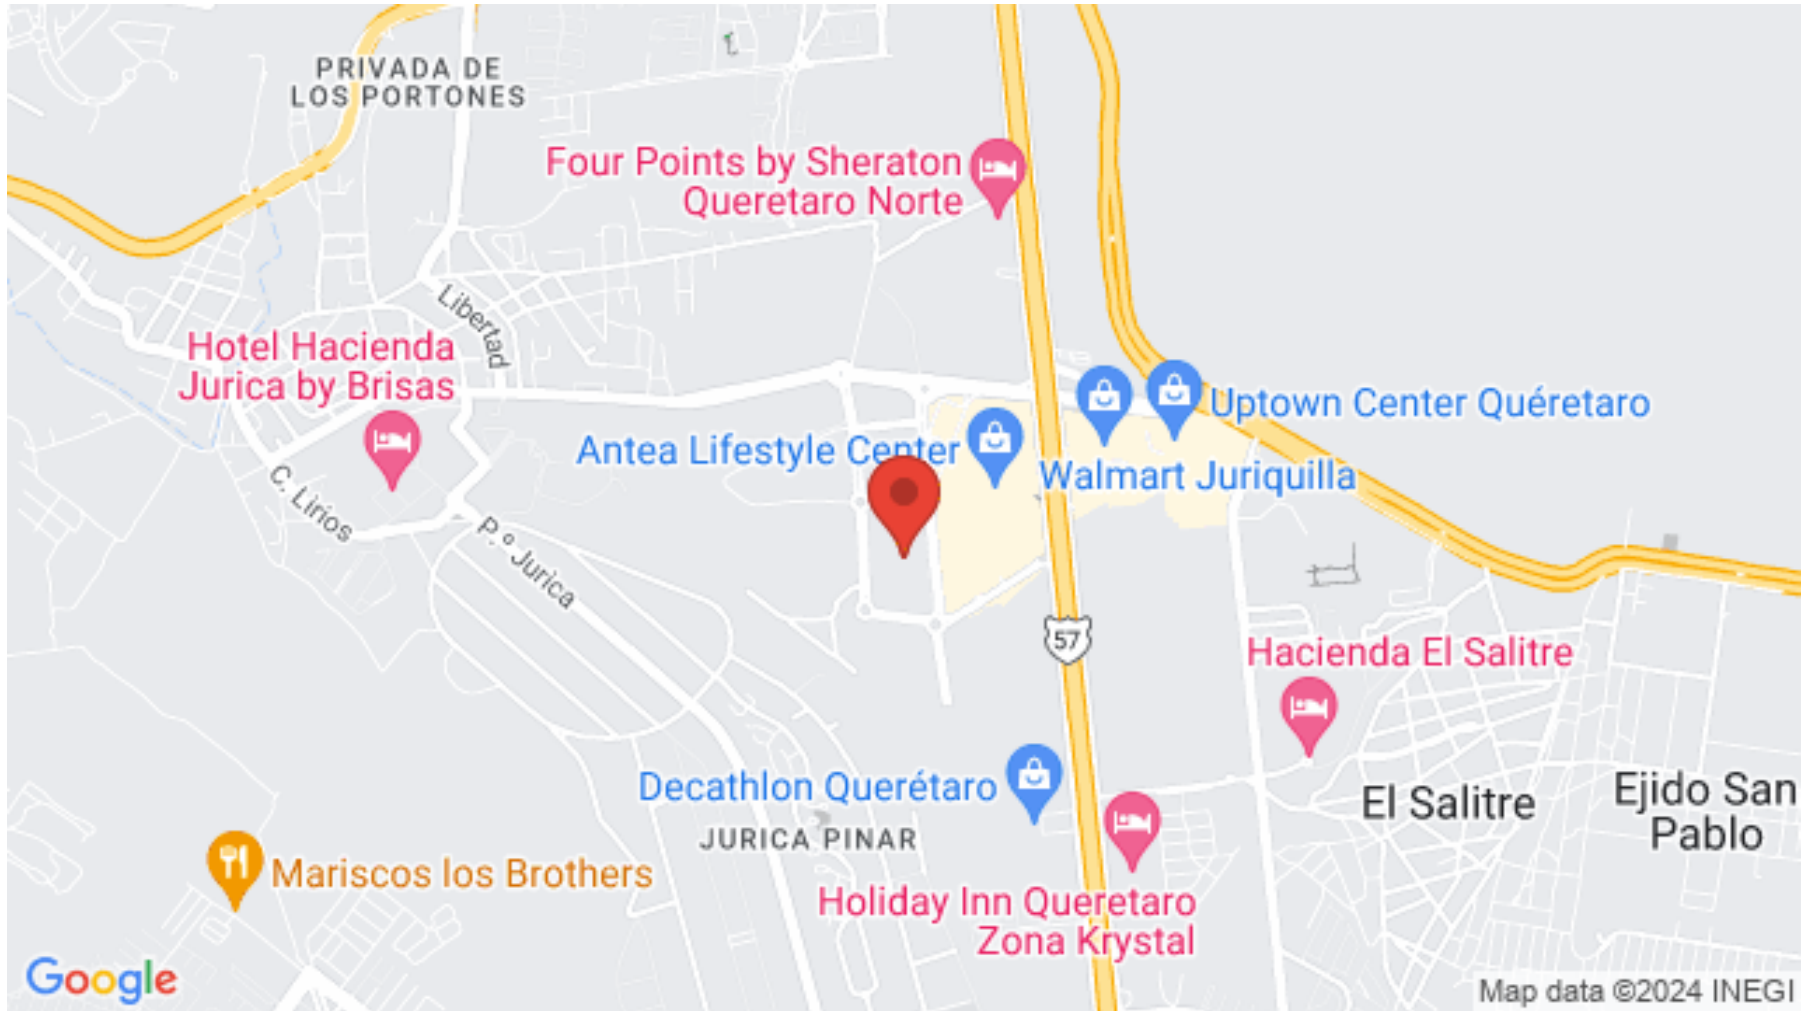 PRIVADA DE
LOS PORTONES
Four Points by Sheraton
Queretaro Norte
Libertad
Hotel Hacienda
Jurica by Brisas
Uptown Center Quéretaro
Antea Lifestyle Center
Walmart Juriquilla
C. Lirios
P.º Jurica
57
Hacienda El Salitre
Decathlon Querétaro
El Salitre
Ejido San
Pablo
JURICA PINAR
Mariscos los Brothers
Holiday Inn Queretaro
Zona Krystal
Google
Map data ©2024 INEGI